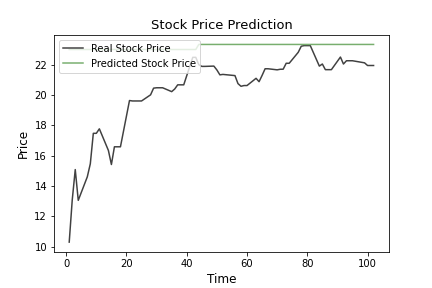 Stock Price Prediction
Real Stock Price
Predicted Stock Price
Price
22
20
18
16
14
12
10
0 20 40 60 80 100
Time